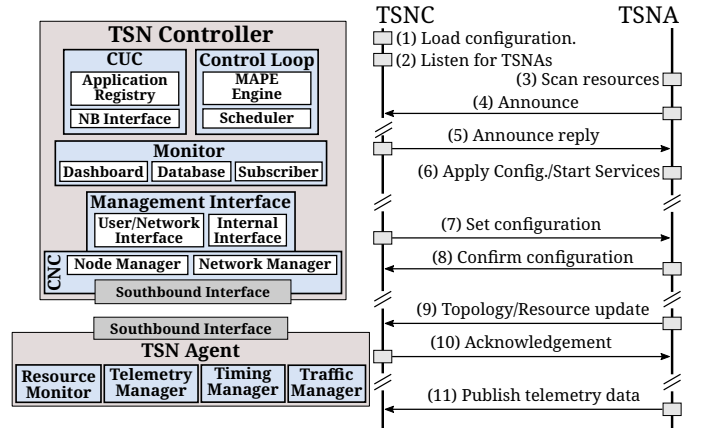 TSN Controller
CUC
Application
Registry
NB Interface
Control Loop
MAPE
Engine
Scheduler
Monitor
Dashboard
Database
Subscriber
Management Interface
User/Network
Interface
Internal
Interface
CNC
Node Manager
Network Manager
Southbound Interface
Southbound Interface
TSN Agent
Resource
Monitor
Telemetry
Manager
Timing
Manager
Traffic
Manager
TSNC
TSNA
(1) Load configuration.
(2) Listen for TSNAs
(3) Scan resources
(4) Announce
(5) Announce reply
(6) Apply Config./Start Services
(7) Set configuration
(8) Confirm configuration
(9) Topology/Resource update
(10) Acknowledgement
(11) Publish telemetry data